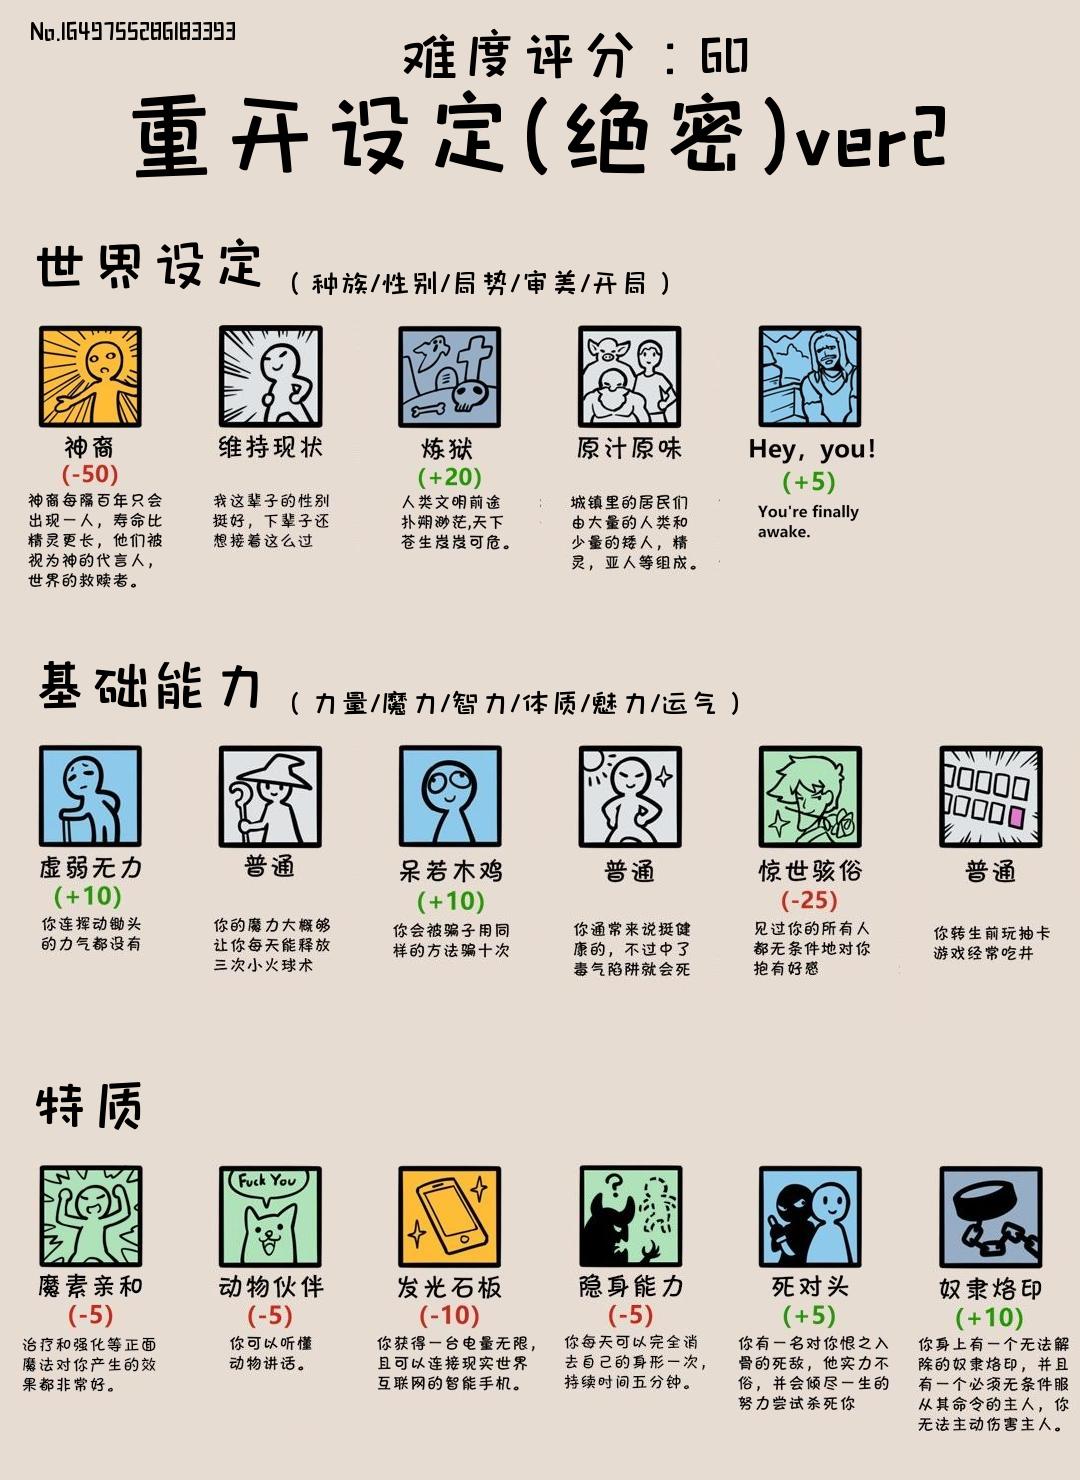 No.1649755286183393
难度评分：60
重开设定(绝密)ver2
世界设定 （种族/性别/局势/审美/开局）
神裔
(-50)
神裔每隔百年只会
出现一人，寿命比
精灵更长，他们被
视为神的代言人，
世界的救赎者。
维持现状
我这辈子的性别
挺好，下辈子还
想接着这么过
炼狱
(+20)
人类文明前途
扑朔渺茫,天下
苍生岌岌可危。
原汁原味
城镇里的居民们
由大量的人类和
少量的矮人，精
灵，亚人等组成。
Hey, you!
(+5)
You're finally
awake.
基础能力 （力量/魔力/智力/体质/魅力/运气）
虚弱无力
(+10)
你连挥动锄头
的力气都没有
普通
你的魔力大概够
让你每天能释放
三次小火球术
呆若木鸡
(+10)
你会被骗子用同
样的方法骗十次
普通
你通常来说挺健
康的，不过中了
毒气陷阱就会死
惊世骇俗
(-25)
见过你的所有人
都无条件地对你
抱有好感
普通
你转生前玩抽卡
游戏经常吃井
特质
魔素亲和
(-5)
治疗和强化等正面
魔法对你产生的效
果都非常好。
Fuck You
动物伙伴
(-5)
你可以听懂
动物讲话。
发光石板
(-10)
你获得一台电量无限，
且可以连接现实世界
互联网的智能手机。
?
隐身能力
(-5)
你每天可以完全消
去自己的身形一次，
持续时间五分钟。
死对头
(+5)
你有一名对你恨之入
骨的死敌，他实力不
俗，并会倾尽一生的
努力尝试杀死你
奴隶烙印
(+10)
你身上有一个无法解
除的奴隶烙印，并且
有一个必须无条件服
从其命令的主人，你
无法主动伤害主人。